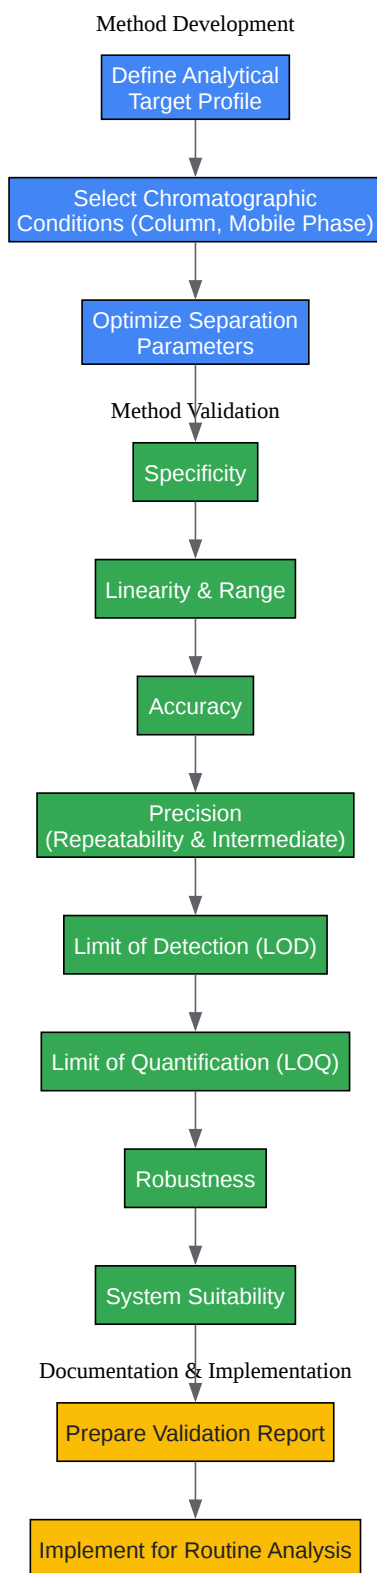 Method Development
Define Analytical
Target Profile
Select Chromatographic
Conditions (Column, Mobile Phase)
Optimize Separation
Parameters
Method Validation
Specificity
Linearity & Range
Accuracy
Precision
(Repeatability & Intermediate)
Limit of Detection (LOD)
Limit of Quantification (LOQ)
Robustness
System Suitability
Documentation & Implementation
Prepare Validation Report
Implement for Routine Analysis